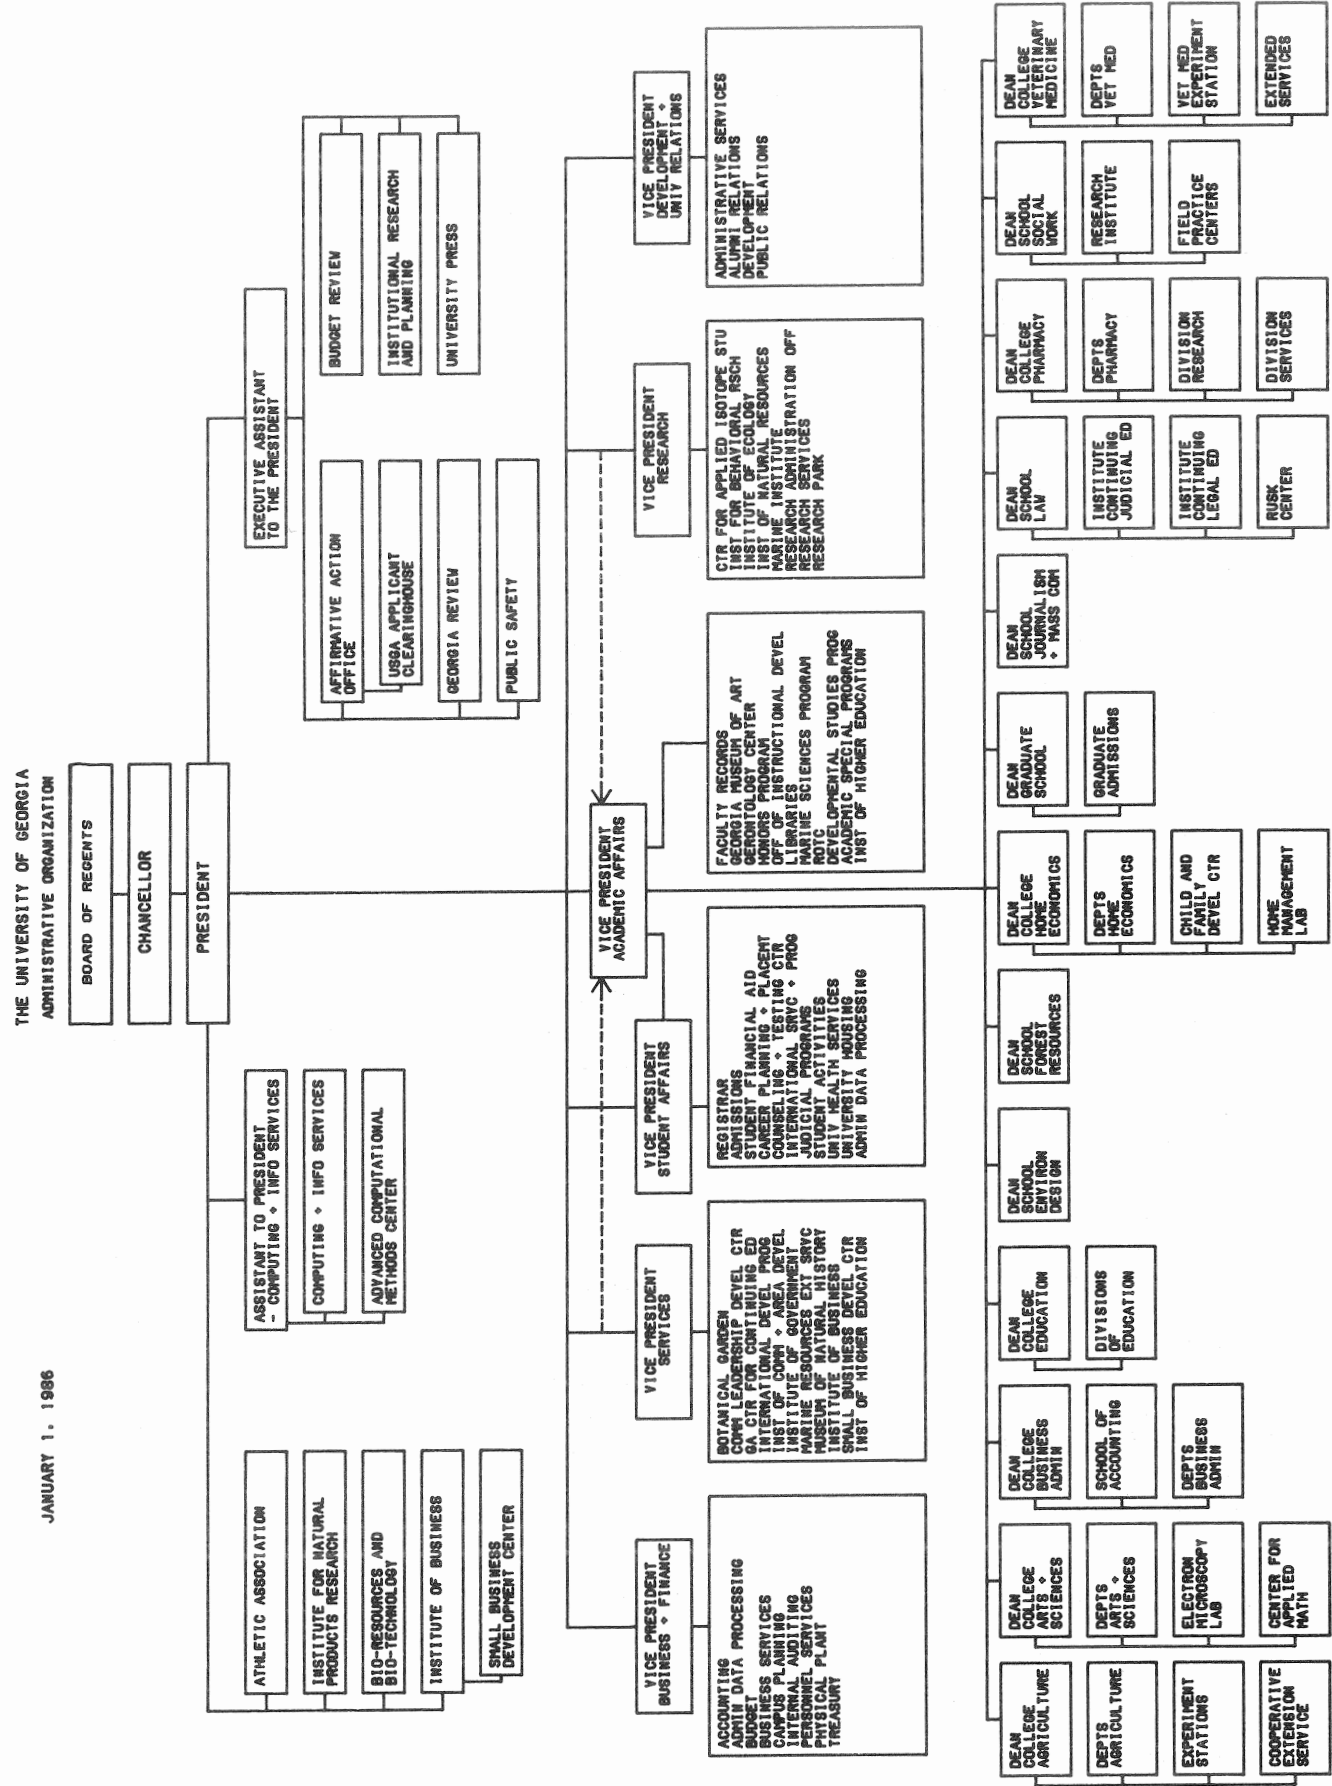 JANUARY 1, 1986
THE UNIVERSITY OF GEORGIA
ADMINISTRATIVE ORGANIZATION
BOARD OF REGENTS
CHANCELLOR
PRESIDENT
ATHLETIC ASSOCIATION
INSTITUTE FOR NATURAL
PRODUCTS RESEARCH
BIO-RESOURCES AND
BIO-TECHNOLOGY
INSTITUTE OF BUSINESS
SMALL BUSINESS
DEVELOPMENT CENTER
ASSISTANT TO PRESIDENT
- COMPUTING + INFO SERVICES
COMPUTING + INFO SERVICES
ADVANCED COMPUTATIONAL
METHODS CENTER
EXECUTIVE ASSISTANT
TO THE PRESIDENT
AFFIRMATIVE ACTION
OFFICE
USGA APPLICANT
CLEARINGHOUSE
GEORGIA REVIEW
PUBLIC SAFETY
BUDGET REVIEW
INSTITUTIONAL RESEARCH
AND PLANNING
UNIVERSITY PRESS
VICE PRESIDENT
ACADEMIC AFFAIRS
VICE PRESIDENT
BUSINESS + FINANCE
ACCOUNTING
ADMIN DATA PROCESSING
BUDGET
BUSINESS SERVICES
CAMPUS PLANNING
INTERNAL AUDITING
PERSONNEL SERVICES
PHYSICAL PLANT
TREASURY
VICE PRESIDENT
SERVICES
BOTANICAL GARDEN
COMM LEADERSHIP DEVEL CTR
GA CTR FOR CONTINUING ED
INTERNATIONAL DEVEL PROG
INST OF COMM + AREA DEVEL
INSTITUTE OF GOVERNMENT
MARINE RESOURCES EXT SRVC
MUSEUM OF NATURAL HISTORY
INSTITUTE OF BUSINESS
SMALL BUSINESS DEVEL CTR
INST OF HIGHER EDUCATION
VICE PRESIDENT
STUDENT AFFAIRS
REGISTRAR
ADMISSIONS
STUDENT FINANCIAL AID
CAREER PLANNING + PLACEMT
COUNSELING + TESTING CTR
INTERNATIONAL SRVC + PROG
JUDICIAL PROGRAMS
STUDENT ACTIVITIES
UNIV HEALTH SERVICES
UNIVERSITY HOUSING
ADMIN DATA PROCESSING
FACULTY RECORDS
GEORGIA MUSEUM OF ART
GERONTOLOGY CENTER
HONORS PROGRAM
OFF OF INSTRUCTIONAL DEVEL
LIBRARIES
MARINE SCIENCES PROGRAM
ROTC
DEVELOPMENTAL STUDIES PROG
ACADEMIC SPECIAL PROGRAMS
INST OF HIGHER EDUCATION
VICE PRESIDENT
RESEARCH
CTR FOR APPLIED ISOTOPE STU
INST FOR BEHAVIORAL RSCH
INSTITUTE OF ECOLOGY
INST OF NATURAL RESOURCES
MARINE INSTITUTE
RESEARCH ADMINISTRATION OFF
RESEARCH SERVICES
RESEARCH PARK
VICE PRESIDENT
DEVELOPMENT +
UNIV RELATIONS
ADMINISTRATIVE SERVICES
ALUMNI RELATIONS
DEVELOPMENT
PUBLIC RELATIONS
DEAN
COLLEGE
AGRICULTURE
DEPTS
AGRICULTURE
EXPERIMENT
STATIONS
COOPERATIVE
EXTENSION
SERVICE
DEAN
COLLEGE
ARTS +
SCIENCES
DEPTS
ARTS +
SCIENCES
ELECTRON
MICROSCOPY
LAB
CENTER FOR
APPLIED
MATH
DEAN
COLLEGE
BUSINESS
ADMIN
SCHOOL OF
ACCOUNTING
DEPTS
BUSINESS
ADMIN
DEAN
COLLEGE
EDUCATION
DIVISIONS
OF
EDUCATION
DEAN
SCHOOL
ENVIRON
DESIGN
DEAN
SCHOOL
FOREST
RESOURCES
DEAN
COLLEGE
HOME
ECONOMICS
DEPTS
HOME
ECONOMICS
CHILD AND
FAMILY
DEVEL CTR
HOME
MANAGEMENT
LAB
DEAN
GRADUATE
SCHOOL
GRADUATE
ADMISSIONS
DEAN
SCHOOL
JOURNALISM
+ MASS COM
DEAN
SCHOOL
LAW
INSTITUTE
CONTINUING
JUDICIAL ED
INSTITUTE
CONTINUING
LEGAL ED
RUSK
CENTER
DEAN
COLLEGE
PHARMACY
DEPTS
PHARMACY
DIVISION
RESEARCH
DIVISION
SERVICES
DEAN
SCHOOL
SOCIAL
WORK
RESEARCH
INSTITUTE
FIELD
PRACTICE
CENTERS
DEAN
COLLEGE
VETERINARY
MEDICINE
DEPTS
VET MED
VET MED
EXPERIMENT
STATION
EXTENDED
SERVICES